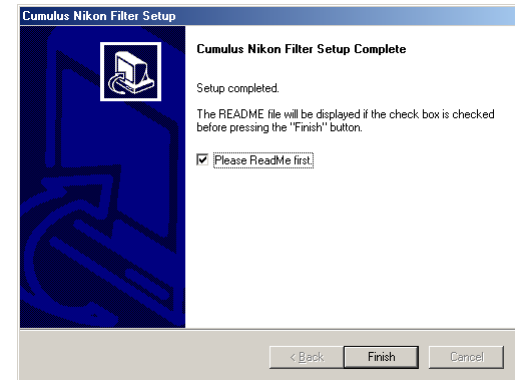 Cumulus Nikon Filter Setup
Cumulus Nikon Filter Setup Complete
Setup completed.
The README file will be displayed if the check box is checked
before pressing the "Finish" button.
Please ReadMe first.
< Back
Finish
Cancel